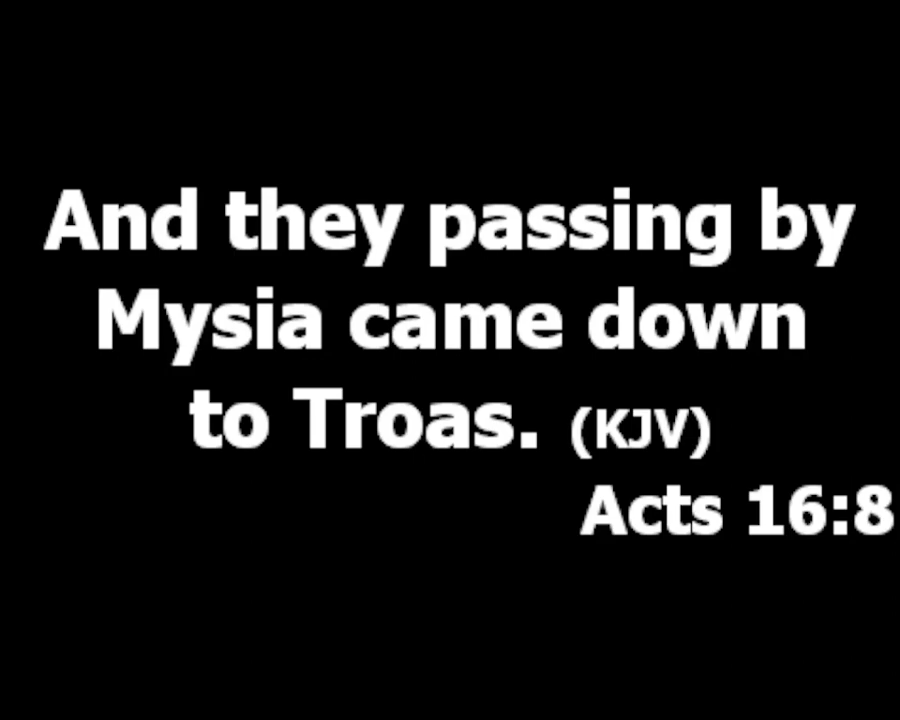 And they passing by
Mysia came down
to Troas. (KJV)
Acts 16:8